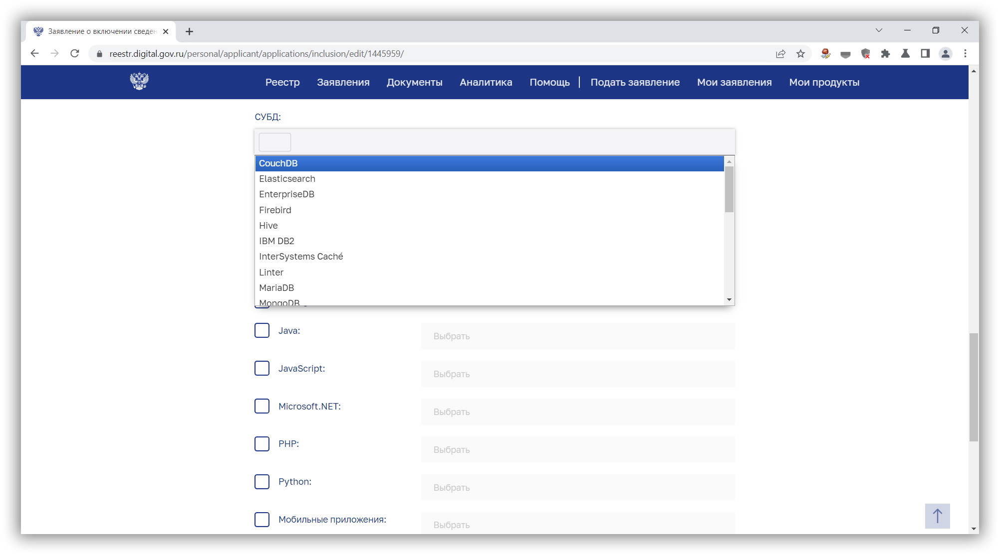 Заявление о включении сведен
reestr.digital.gov.ru/personal/applicant/applications/inclusion/edit/1445959/
Реестр Заявления Документы Аналитика Помощь | Подать заявление Мои заявления Мои продукты
СУБД:
CouchDB
Elasticsearch
EnterpriseDB
Firebird
Hive
IBM DB2
InterSystems Caché
Linter
MariaDB
MongoDB
Java: Выбрать
JavaScript: Выбрать
Microsoft.NET: Выбрать
PHP: Выбрать
Python: Выбрать
Мобильные приложения: Выбрать